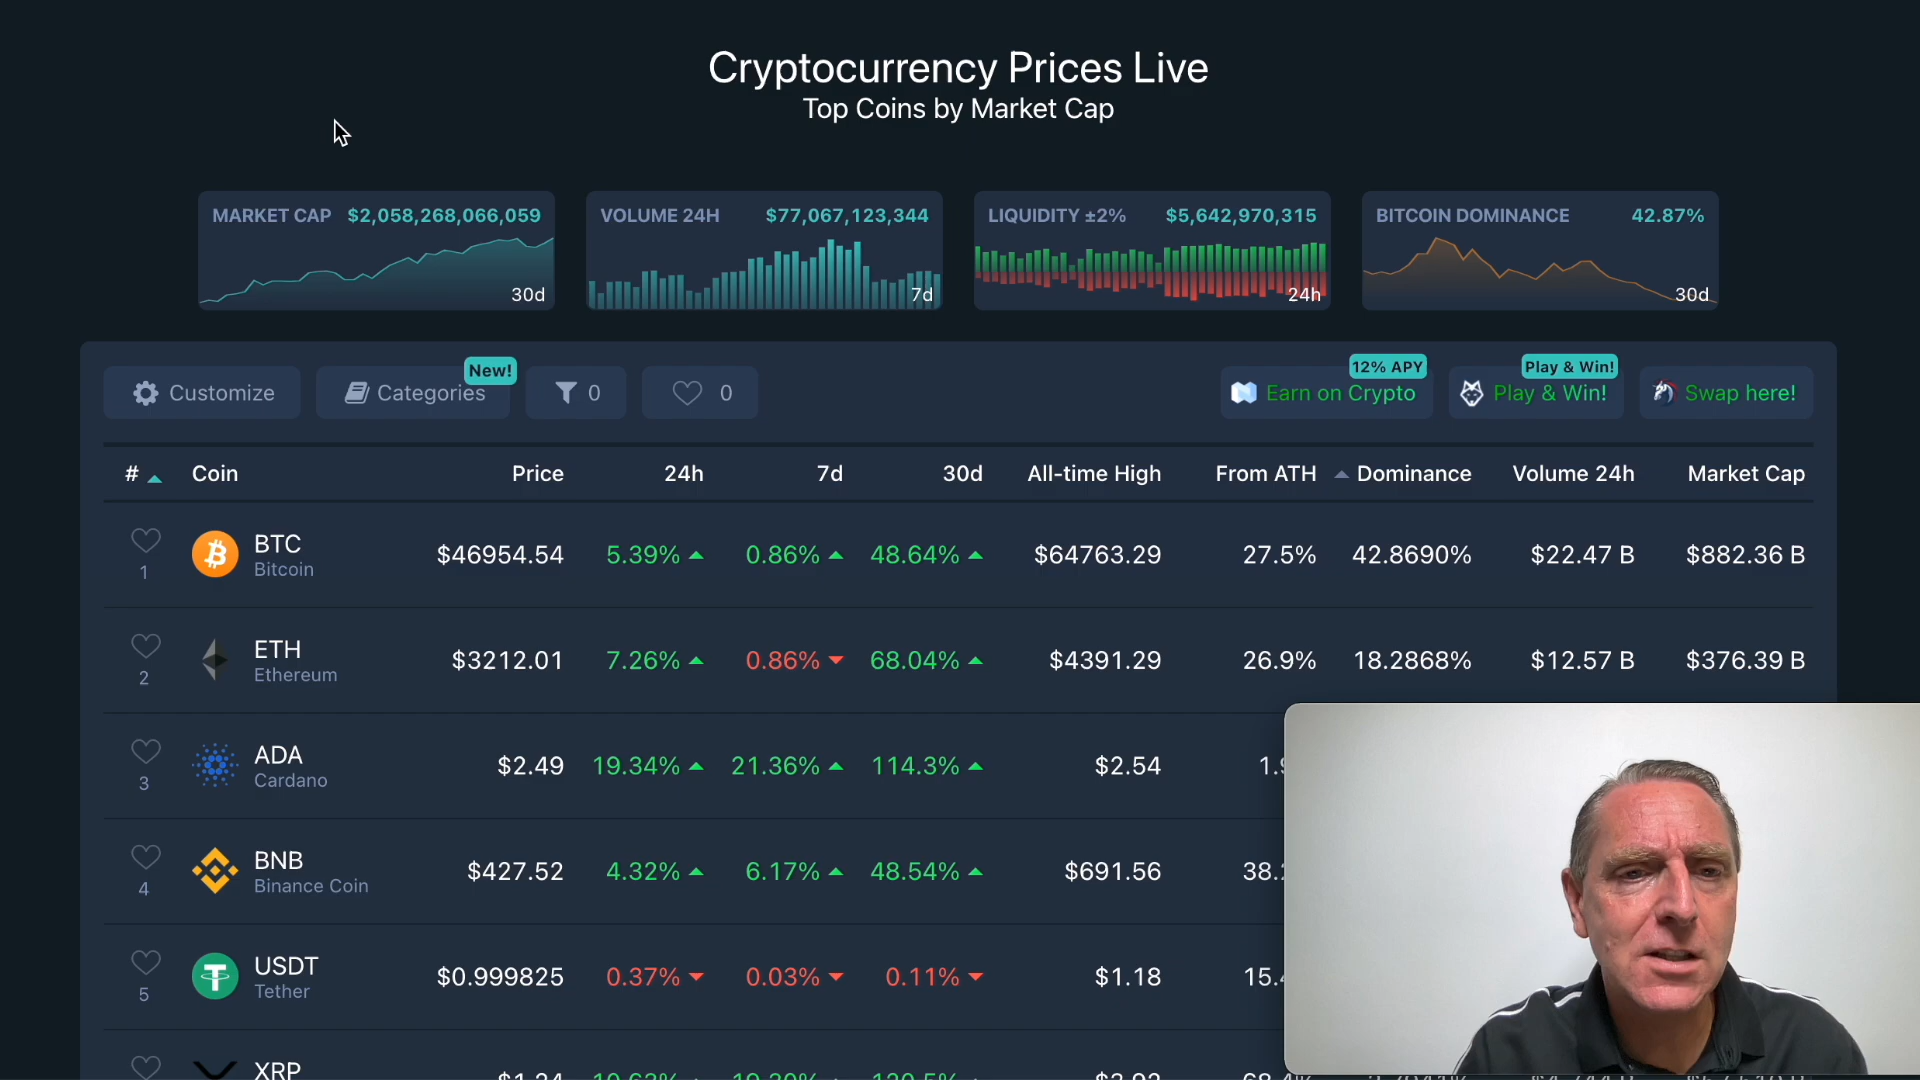 Cryptocurrency Prices Live
Top Coins by Market Cap
MARKET CAP $2,058,268,066,059
30d
VOLUME 24H $77,067,123,344
7d
LIQUIDITY ±2% $5,642,970,315
24h
BITCOIN DOMINANCE 42.87%
30d
Customize
Categories New!
0
0
Earn on Crypto 12% APY
Play & Win! Play & Win!
Swap here!
# Coin Price 24h 7d 30d All-time High From ATH Dominance Volume 24h Market Cap
1 BTC Bitcoin $46954.54 5.39% 0.86% 48.64% $64763.29 27.5% 42.8690% $22.47 B $882.36 B
2 ETH Ethereum $3212.01 7.26% 0.86% 68.04% $4391.29 26.9% 18.2868% $12.57 B $376.39 B
3 ADA Cardano $2.49 19.34% 21.36% 114.3% $2.54
4 BNB Binance Coin $427.52 4.32% 6.17% 48.54% $691.56
5 USDT Tether $0.999825 0.37% 0.03% 0.11% $1.18
XRP